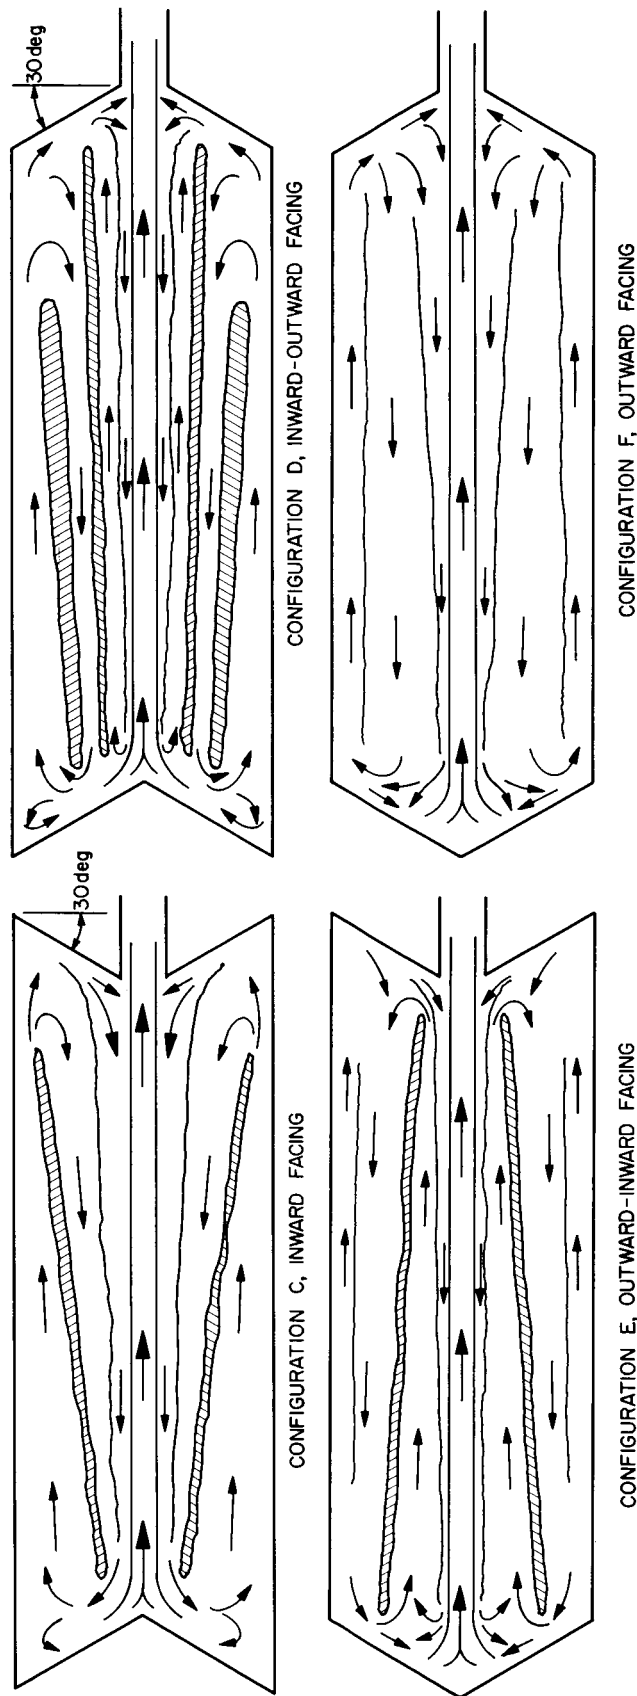 30deg
CONFIGURATION C, INWARD FACING
30deg
CONFIGURATION D, INWARD-OUTWARD FACING
CONFIGURATION E, OUTWARD-INWARD FACING
CONFIGURATION F, OUTWARD FACING